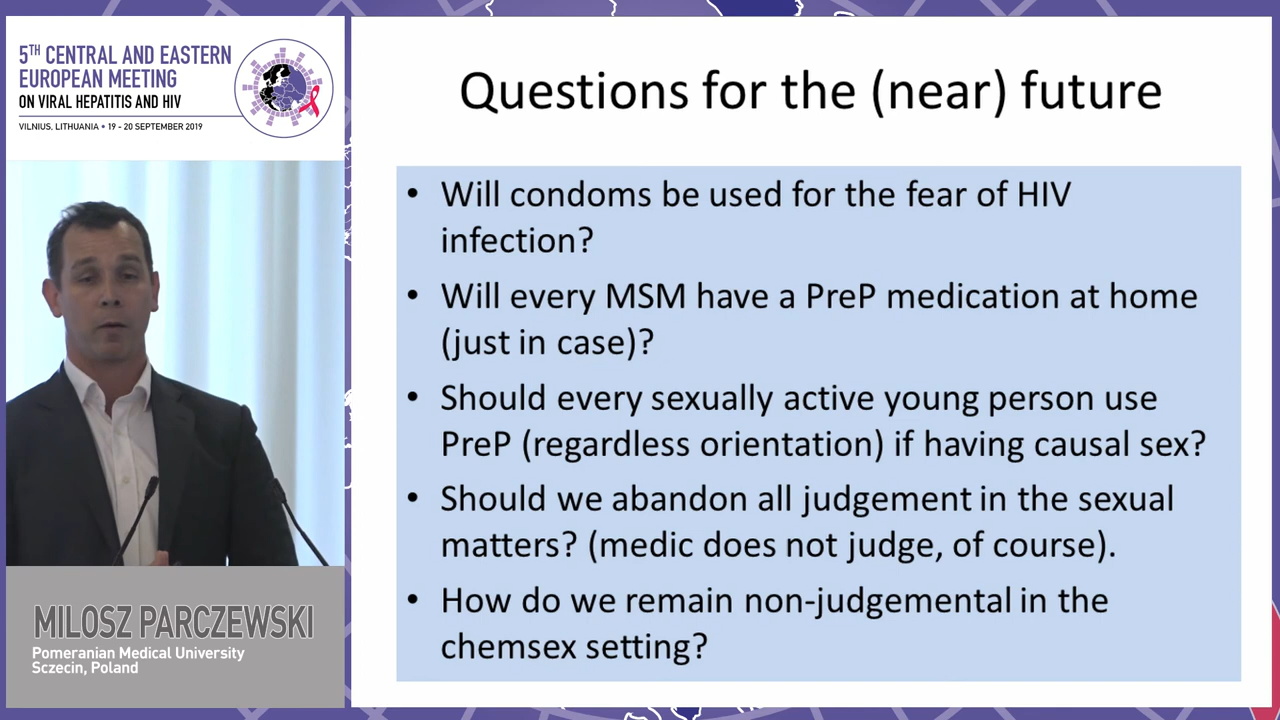 5TH CENTRAL AND EASTERN
EUROPEAN MEETING
ON VIRAL HEPATITIS AND HIV
VILNIUS, LITHUANIA • 19 - 20 SEPTEMBER 2019
MILOSZ PARCZEWSKI
Pomeranian Medical University
Sczecin, Poland
Questions for the (near) future
• Will condoms be used for the fear of HIV
infection?
• Will every MSM have a PreP medication at home
(just in case)?
• Should every sexually active young person use
PreP (regardless orientation) if having causal sex?
• Should we abandon all judgement in the sexual
matters? (medic does not judge, of course).
• How do we remain non-judgemental in the
chemsex setting?